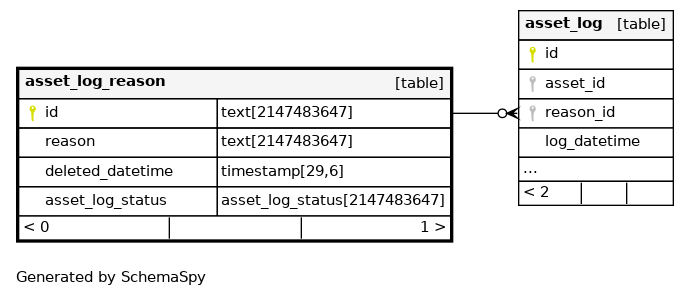 asset_log [table]
id
asset_id
reason_id
log_datetime
...
< 2
asset_log_reason [table]
id text[2147483647]
reason text[2147483647]
deleted_datetime timestamp[29,6]
asset_log_status asset_log_status[2147483647]
< 0 1 >
Generated by SchemaSpy